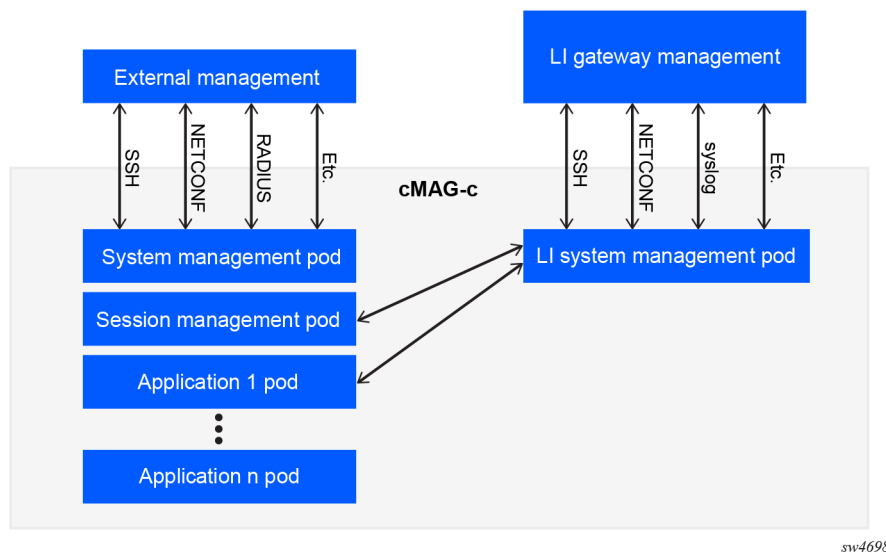 External management
LI gateway management
SSH
NETCONF
RADIUS
Etc.
SSH
NETCONF
syslog
Etc.
cMAG-c
System management pod
LI system management pod
Session management pod
Application 1 pod
Application n pod
sw4698